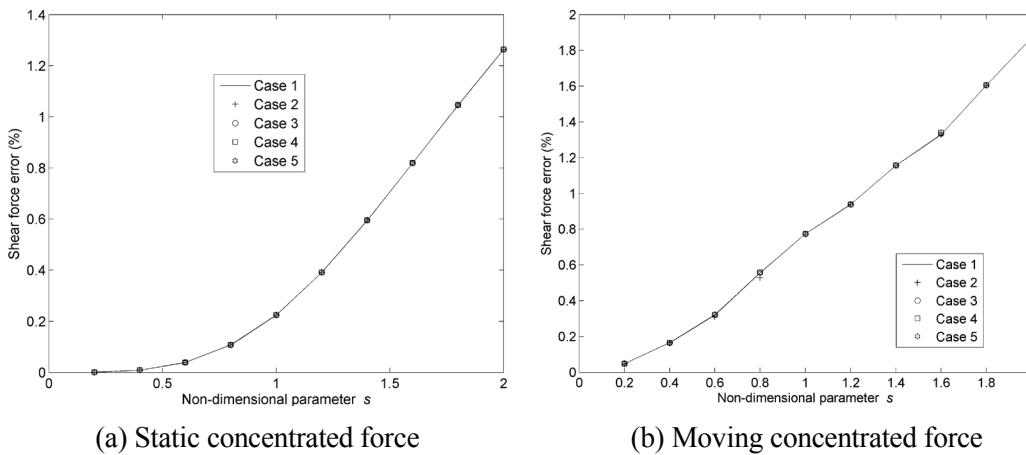 1.4
1.2
1
0.8
0.6
0.4
0.2
0
Shear force error (%)
Case 1
Case 2
Case 3
Case 4
Case 5
0 0.5 1 1.5 2
Non-dimensional parameter s
(a) Static concentrated force
2
1.8
1.6
1.4
1.2
1
0.8
0.6
0.4
0.2
0
Shear force error (%)
Case 1
Case 2
Case 3
Case 4
Case 5
0 0.2 0.4 0.6 0.8 1 1.2 1.4 1.6 1.8
Non-dimensional parameter s
(b) Moving concentrated force